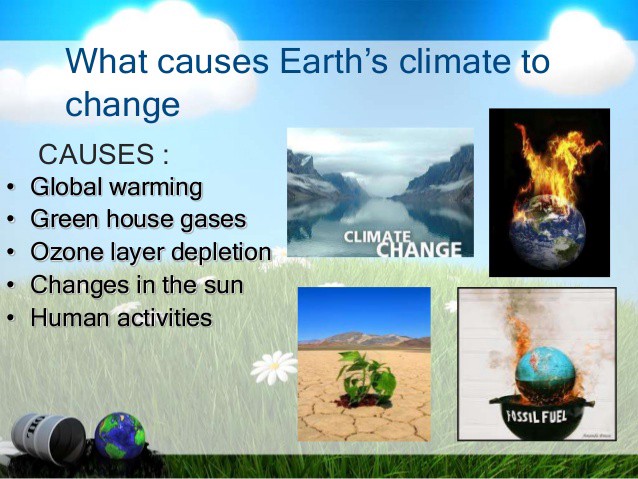 What causes Earth’s climate to
change
CAUSES :
• Global warming
• Green house gases
• Ozone layer depletion
• Changes in the sun
• Human activities
CLIMATE
CHANGE
FOSSIL FUEL
OIL